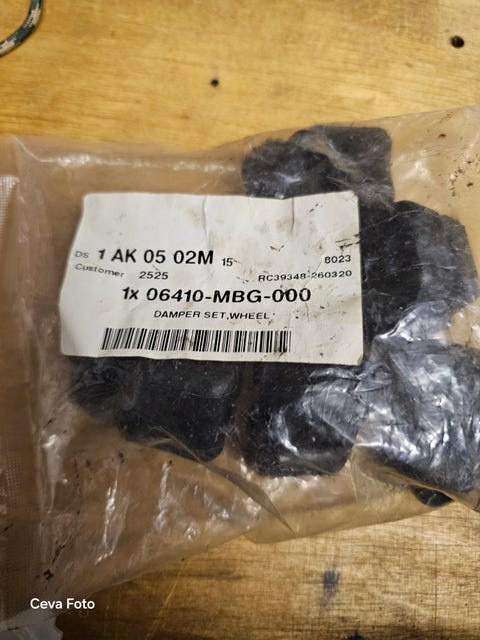 DS 1 AK 05 02M 15 8023
Customer 2525 RC39348-260320
1x 06410-MBG-000
DAMPER SET,WHEEL
Ceva Foto